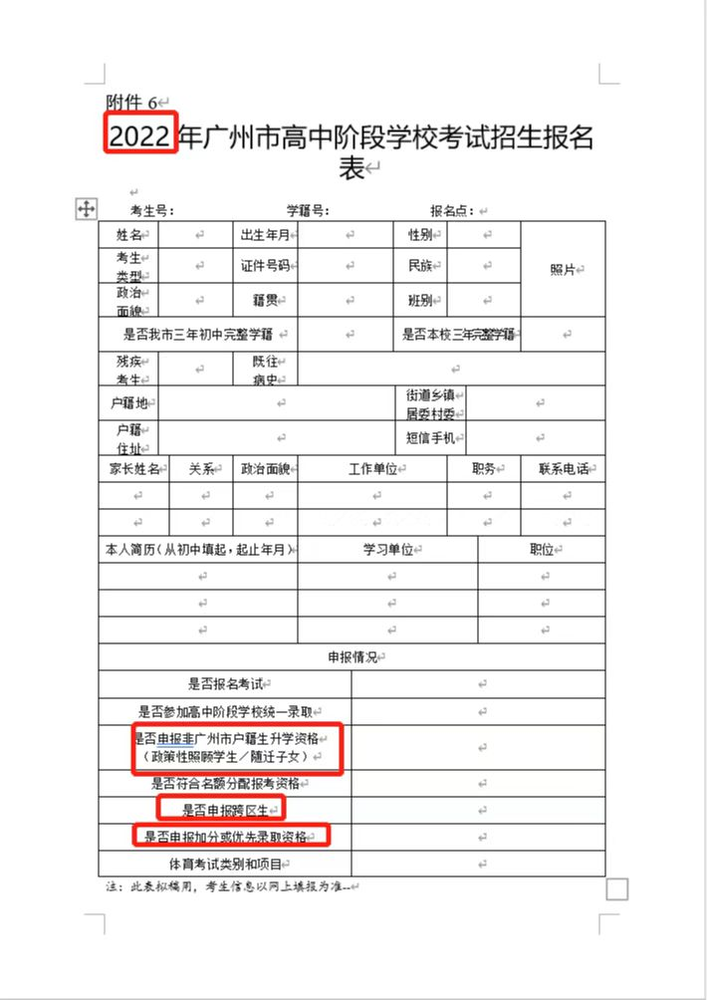 附件 6
2022 年广州市高中阶段学校考试招生报名
表
考生号： 学籍号： 报名点：
姓名 出生年月 性别 照片
考生
类型 证件号码 民族
政治
面貌 籍贯 班别
是否我市三年初中完整学籍 是否本校三年完整学籍
残疾
考生 既往
病史
户籍地 街道乡镇
居委村委
户籍
住址 短信手机
家长姓名 关系 政治面貌 工作单位 职务 联系电话
本人简历（从初中填起，起止年月） 学习单位 职位
申报情况
是否报名考试
是否参加高中阶段学校统一录取
是否申报非广州市户籍生升学资格
（政策性照顾学生／随迁子女）
是否符合名额分配报考资格
是否申报跨区生
是否申报加分或优先录取资格
体育考试类别和项目
注：此表拟稿用，考生信息以网上填报为准--